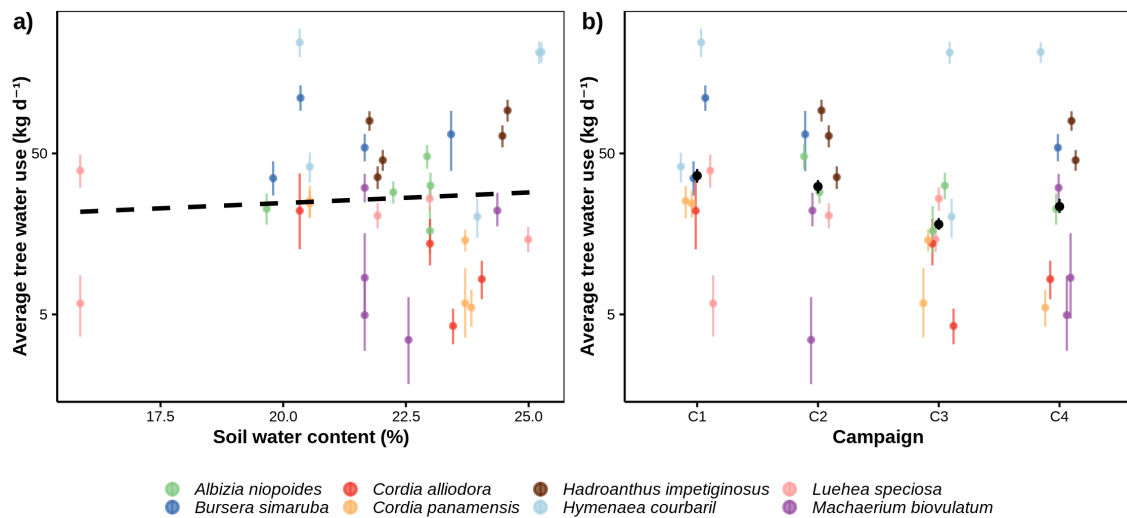 a)
Average tree water use (kg d⁻¹)
50
5
17.5 20.0 22.5 25.0
Soil water content (%)
b)
Average tree water use (kg d⁻¹)
50
5
C1 C2 C3 C4
Campaign
Albizia niopoides Cordia alliodora Hadroanthus impetiginosus Luehea speciosa
Bursera simaruba Cordia panamensis Hymenaea courbaril Machaerium biovulatum